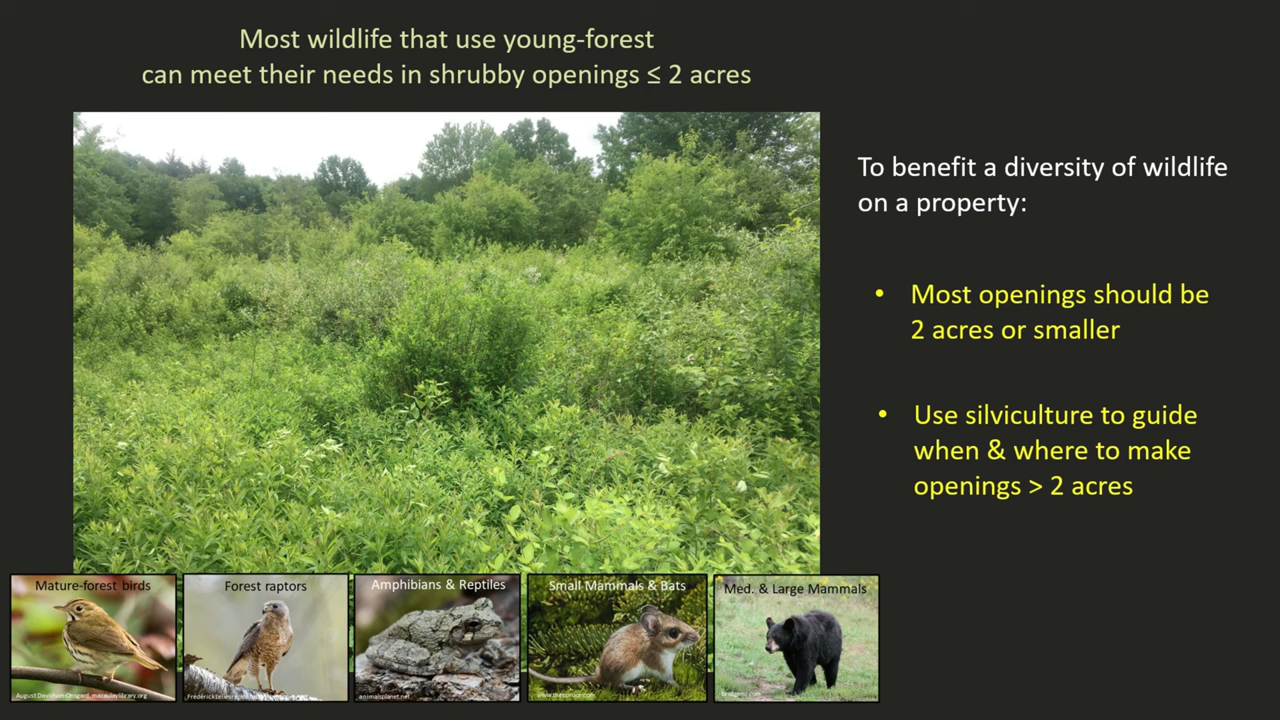 Most wildlife that use young-forest
can meet their needs in shrubby openings ≤ 2 acres
To benefit a diversity of wildlife
on a property:
• Most openings should be
2 acres or smaller
• Use silviculture to guide
when & where to make
openings > 2 acres
Mature-forest birds
Forest raptors
Amphibians & Reptiles
Small Mammals & Bats
Med. & Large Mammals
animalsplanet.net